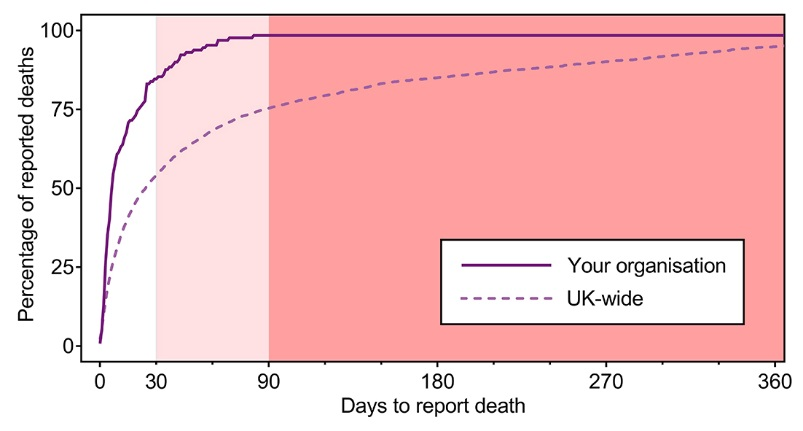 Percentage of reported deaths
100
75
50
25
0
Your organisation
UK-wide
0 30 90 180 270 360
Days to report death